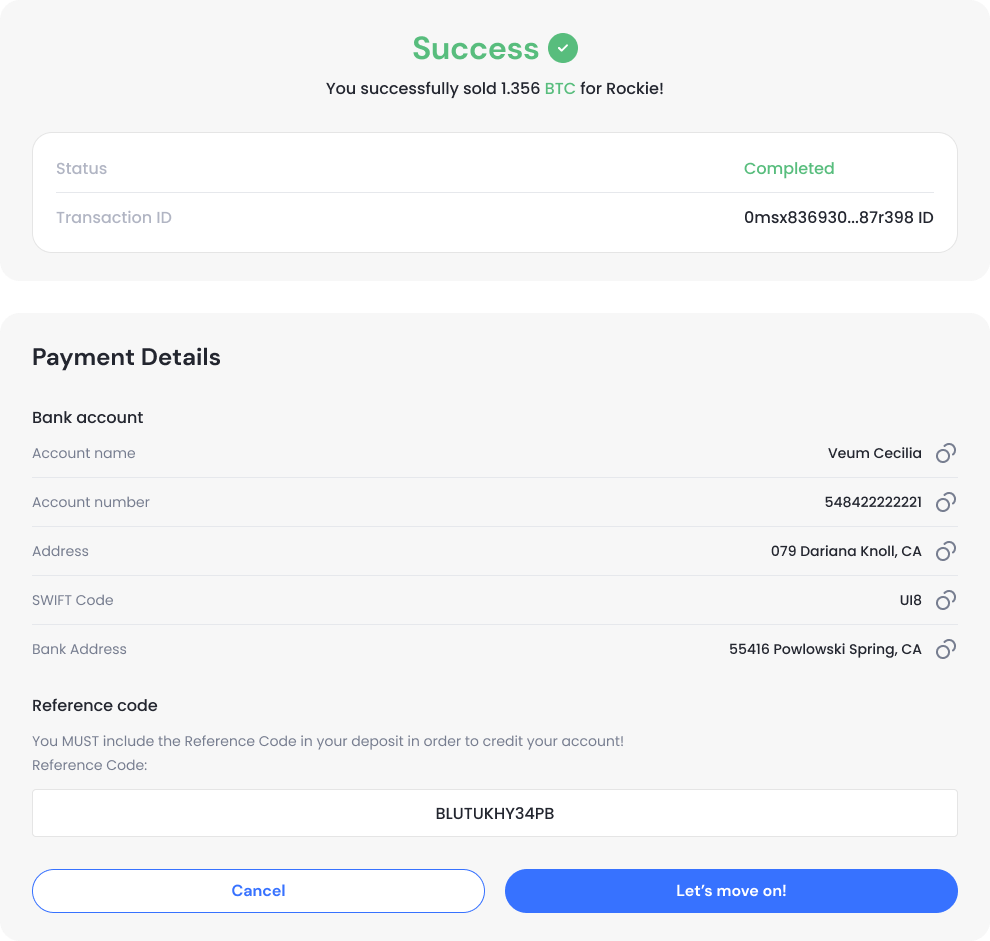 Success
You successfully sold 1.356 BTC for Rockie!
Status Completed
Transaction ID 0msx836930...87r398 ID
Payment Details
Bank account
Account name Veum Cecilia
Account number 548422222221
Address 079 Dariana Knoll, CA
SWIFT Code UI8
Bank Address 55416 Powlowski Spring, CA
Reference code
You MUST include the Reference Code in your deposit in order to credit your account!
Reference Code:
BLUTUKHY34PB
Cancel Let’s move on!